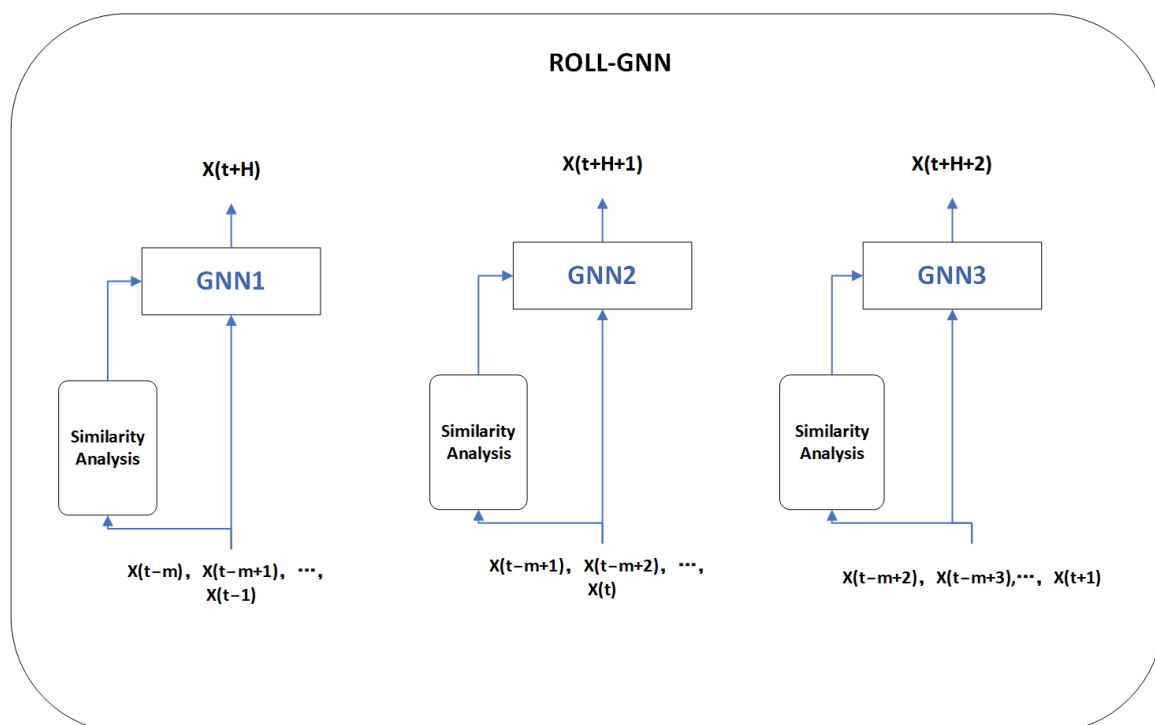 ROLL-GNN
X(t+H)
X(t+H+1)
X(t+H+2)
GNN1
GNN2
GNN3
Similarity
Analysis
Similarity
Analysis
Similarity
Analysis
X(t−m), X(t−m+1), ···,
X(t−1)
X(t−m+1), X(t−m+2), ···,
X(t)
X(t−m+2), X(t−m+3),···, X(t+1)